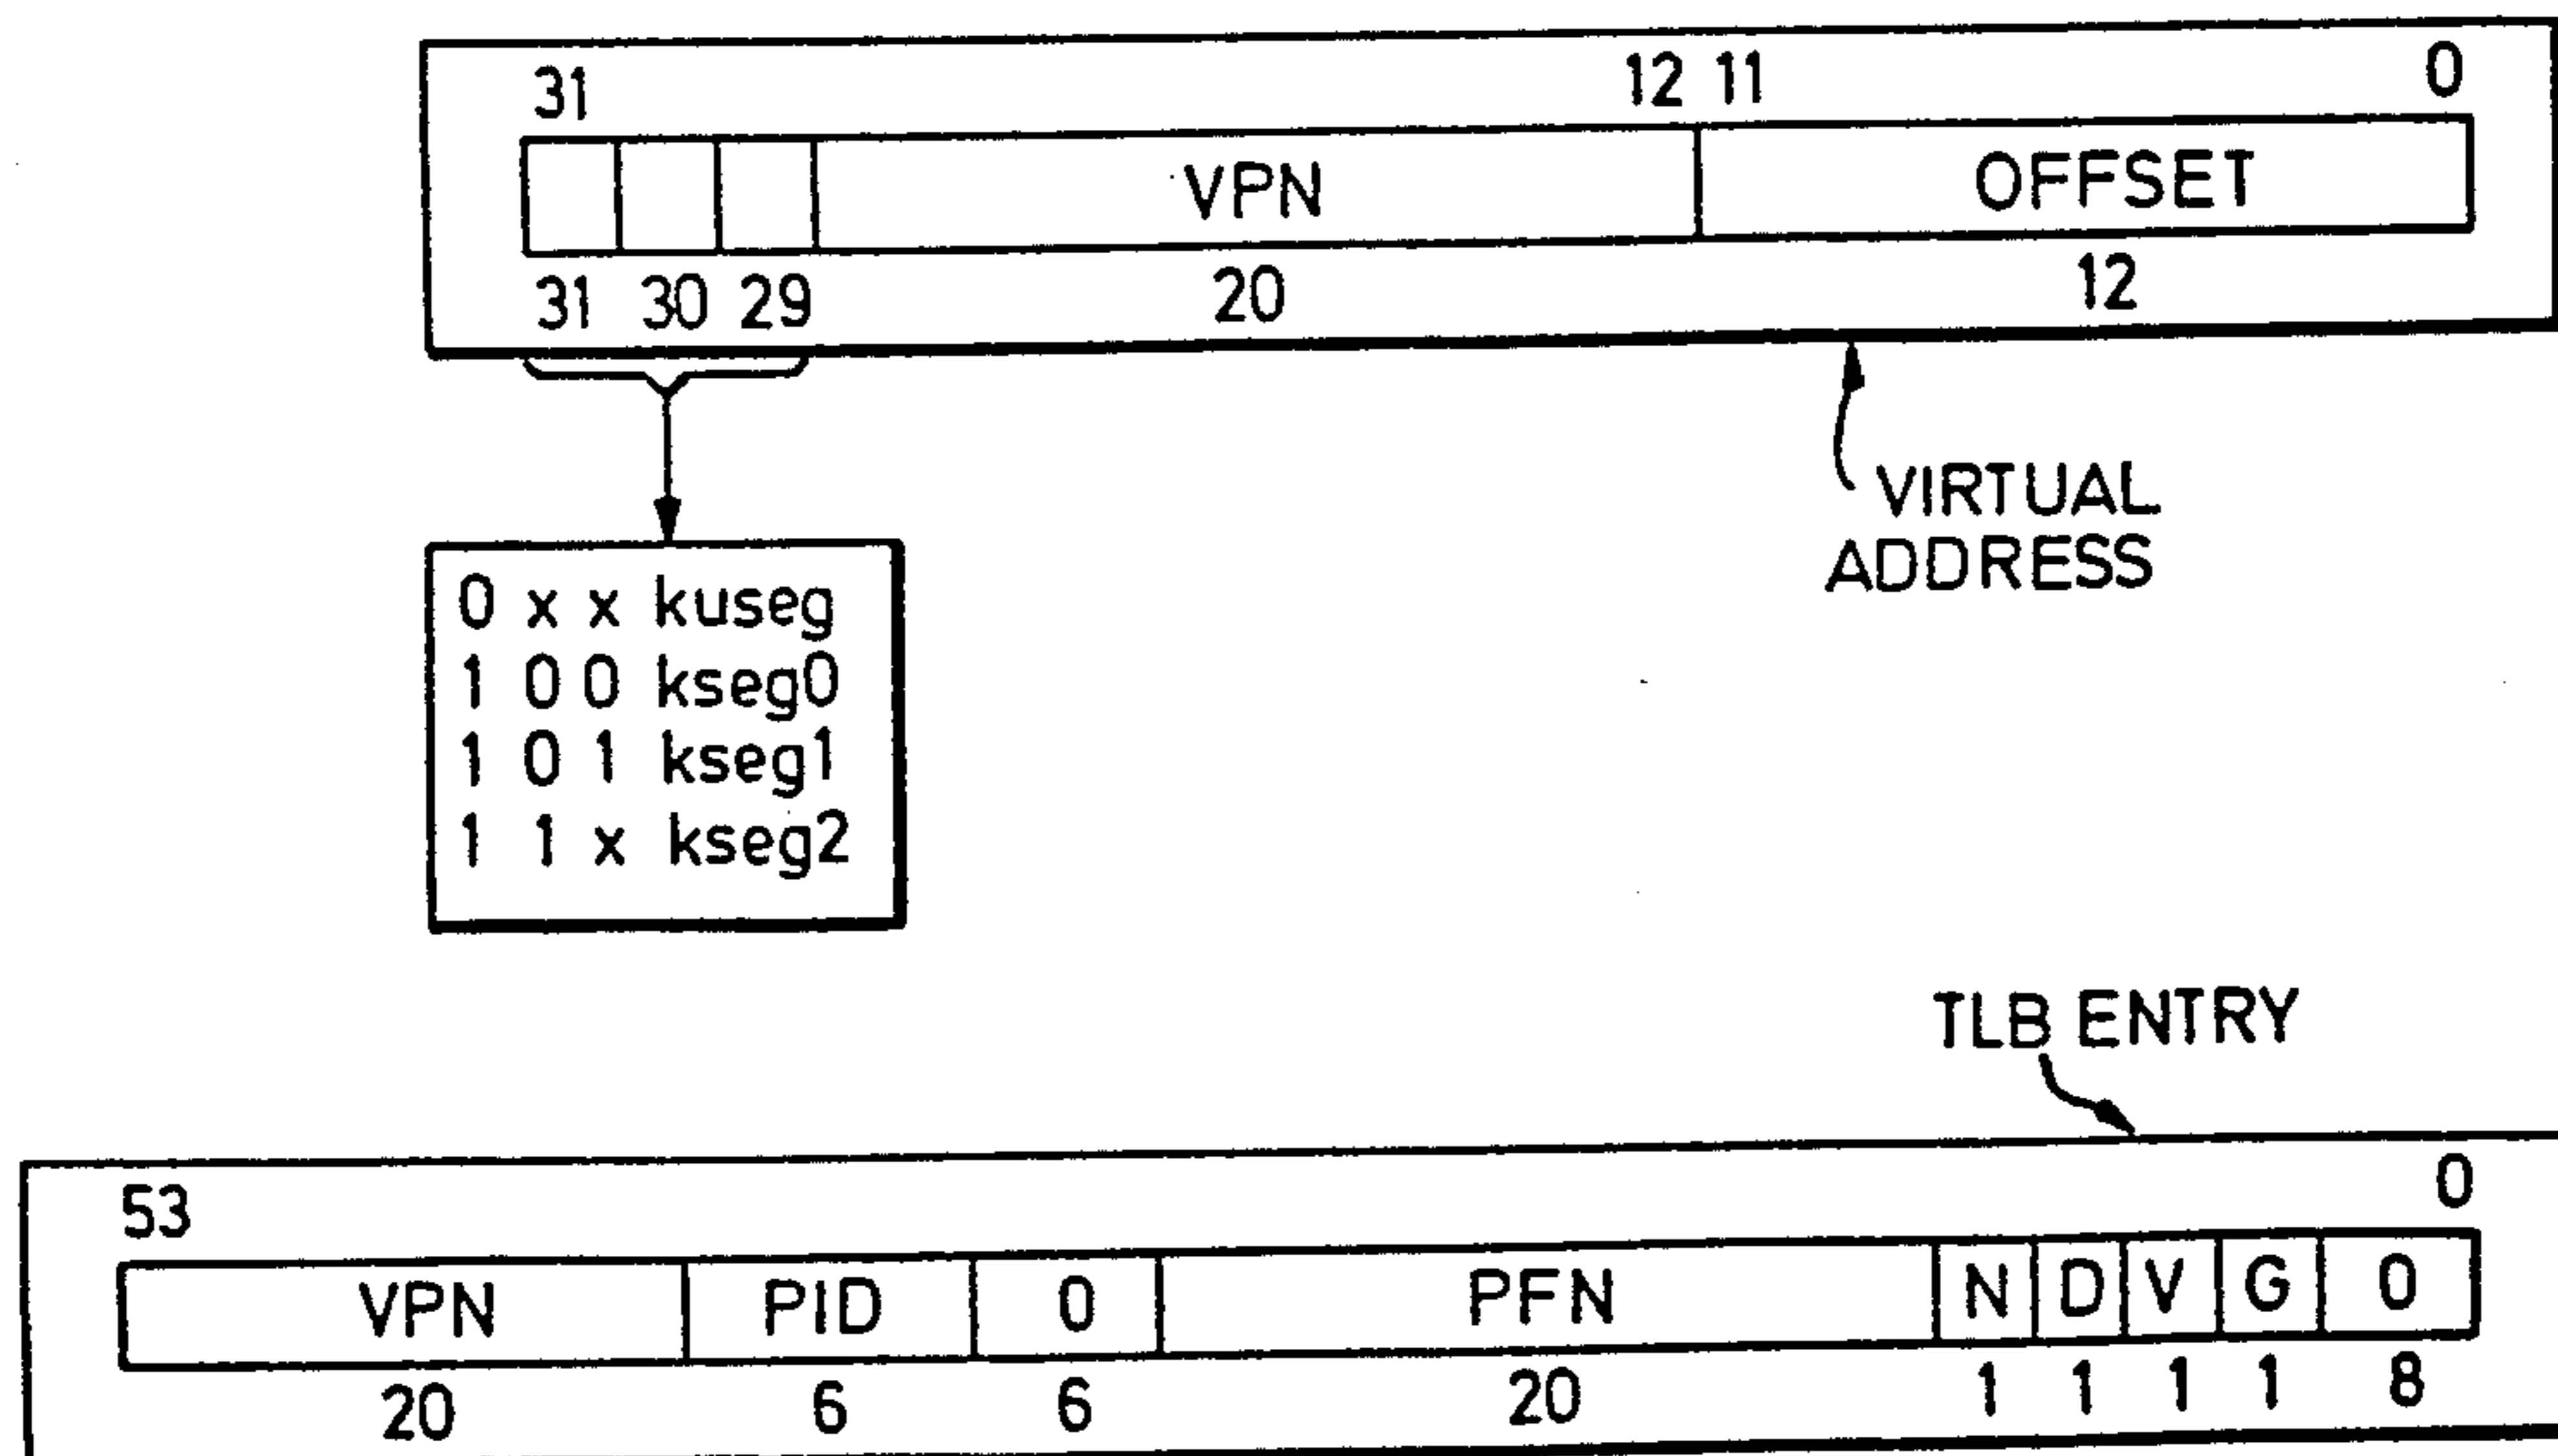 31 12 11 0
VPN OFFSET
31 30 29 20 12
VIRTUAL
ADDRESS
0 x x kuseg
1 0 0 kseg0
1 0 1 kseg1
1 1 x kseg2
TLB ENTRY
53 0
VPN PID 0 PFN N D V G 0
20 6 6 20 1 1 1 1 8